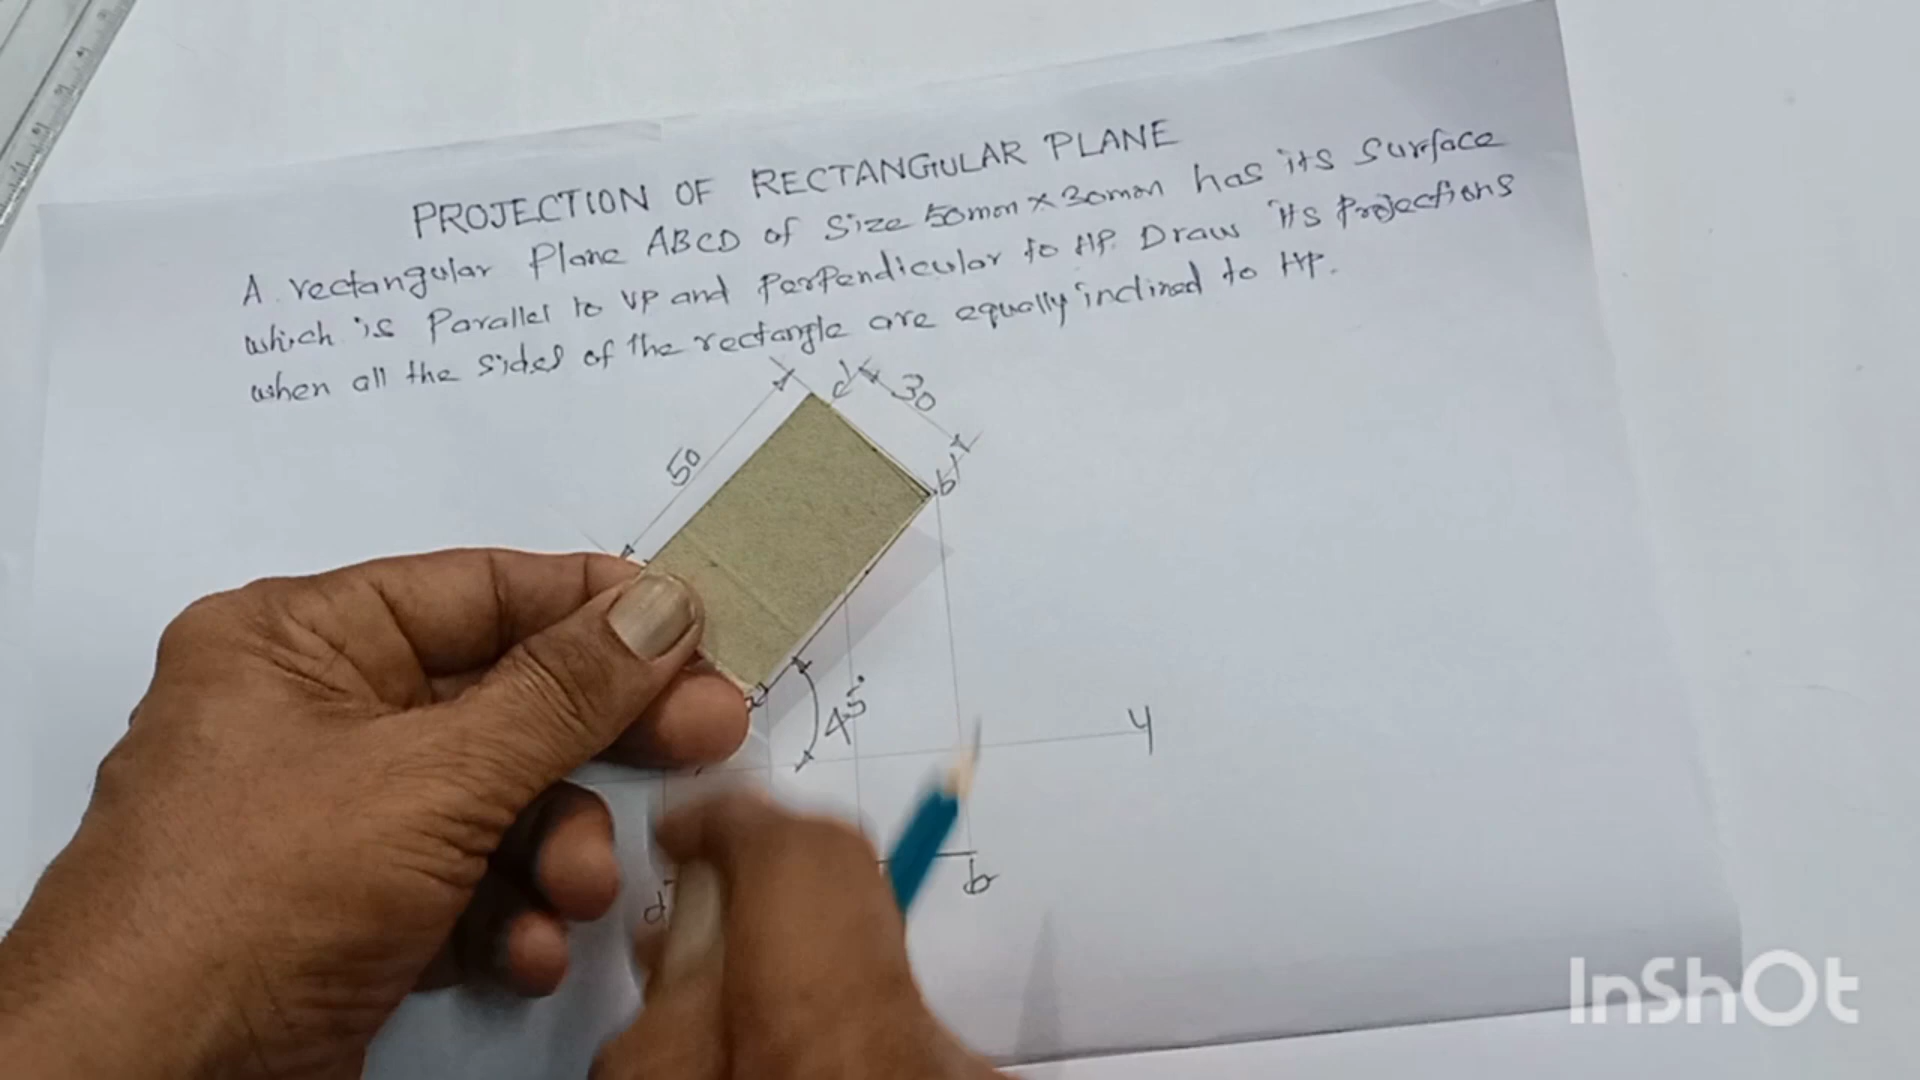 PROJECTION OF RECTANGULAR PLANE
A rectangular Plane ABCD of size 50mm x 30mm has its surface
which is Parallel to VP and Perpendicular to HP. Draw its Projections
when all the sides of the rectangle are equally inclined to HP.
c'
30
50
b'
a'
45°
y
d
b
InShOt